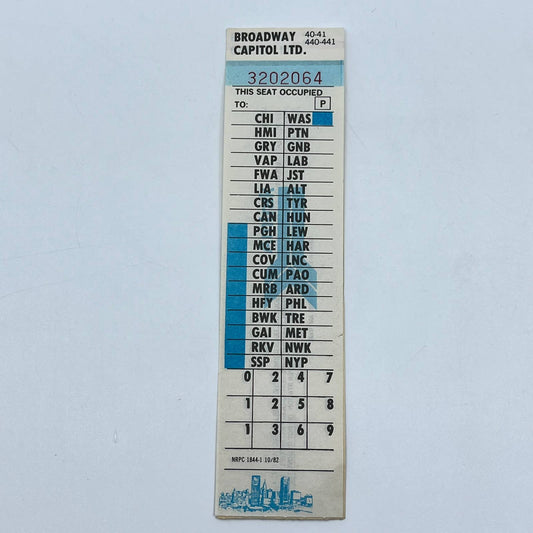 BROADWAY 40-41
CAPITOL LTD. 440-441
3202064
THIS SEAT OCCUPIED
TO: P
CHI WAS
HMI PTN
GRY GNB
VAP LAB
FWA JST
LIA ALT
CRS TYR
CAN HUN
PGH LEW
MCE HAR
COV LNC
CUM PAO
MRB ARD
HFY PHL
BWK TRE
GAI MET
RKV NWK
SSP NYP
0 2 4 7
1 2 5 8
1 3 6 9
NRPC 1844-1 10/82